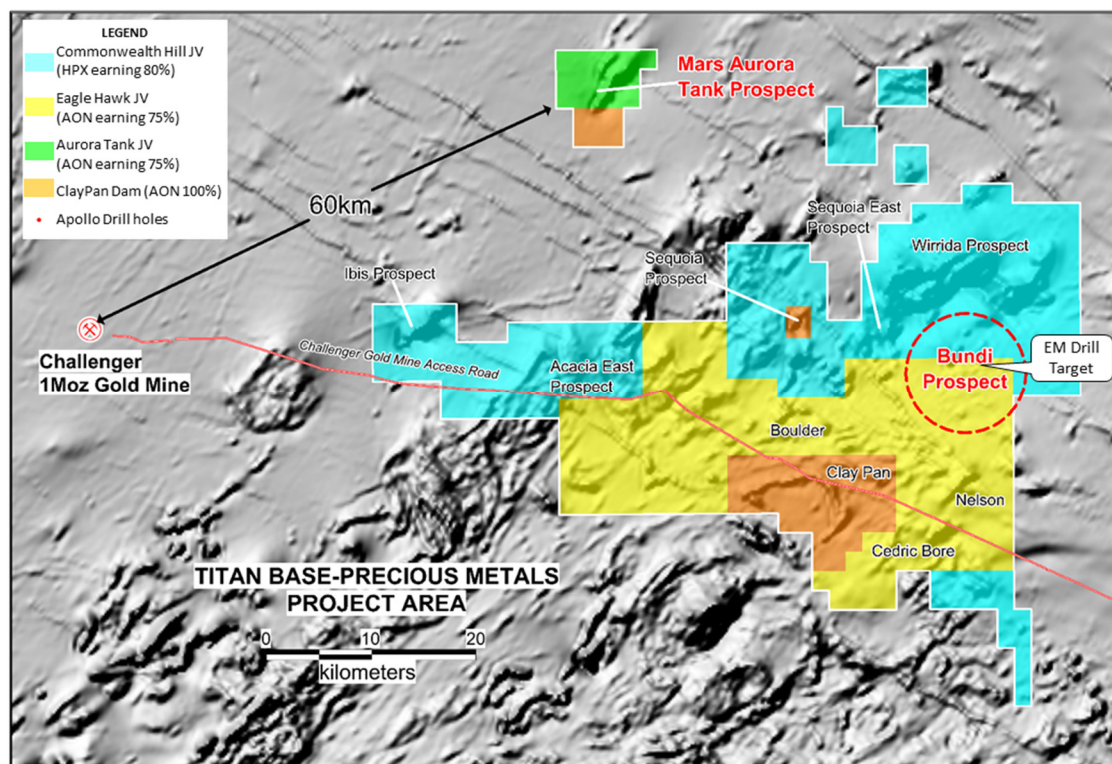 LEGEND
Commonwealth Hill JV
(HPX earning 80%)
Eagle Hawk JV
(AON earning 75%)
Aurora Tank JV
(AON earning 75%)
ClayPan Dam (AON 100%)
Apollo Drill holes
Mars Aurora
Tank Prospect
60km
Sequoia East
Prospect
Wirrida Prospect
Sequoia
Prospect
Ibis Prospect
Challenger
1Moz Gold Mine
Challenger Gold Mine Access Road
Acacia East
Prospect
Bundi
Prospect
EM Drill
Target
Boulder
Clay Pan
Nelson
Cedric Bore
TITAN BASE-PRECIOUS METALS
PROJECT AREA
0 10 20
kilometers